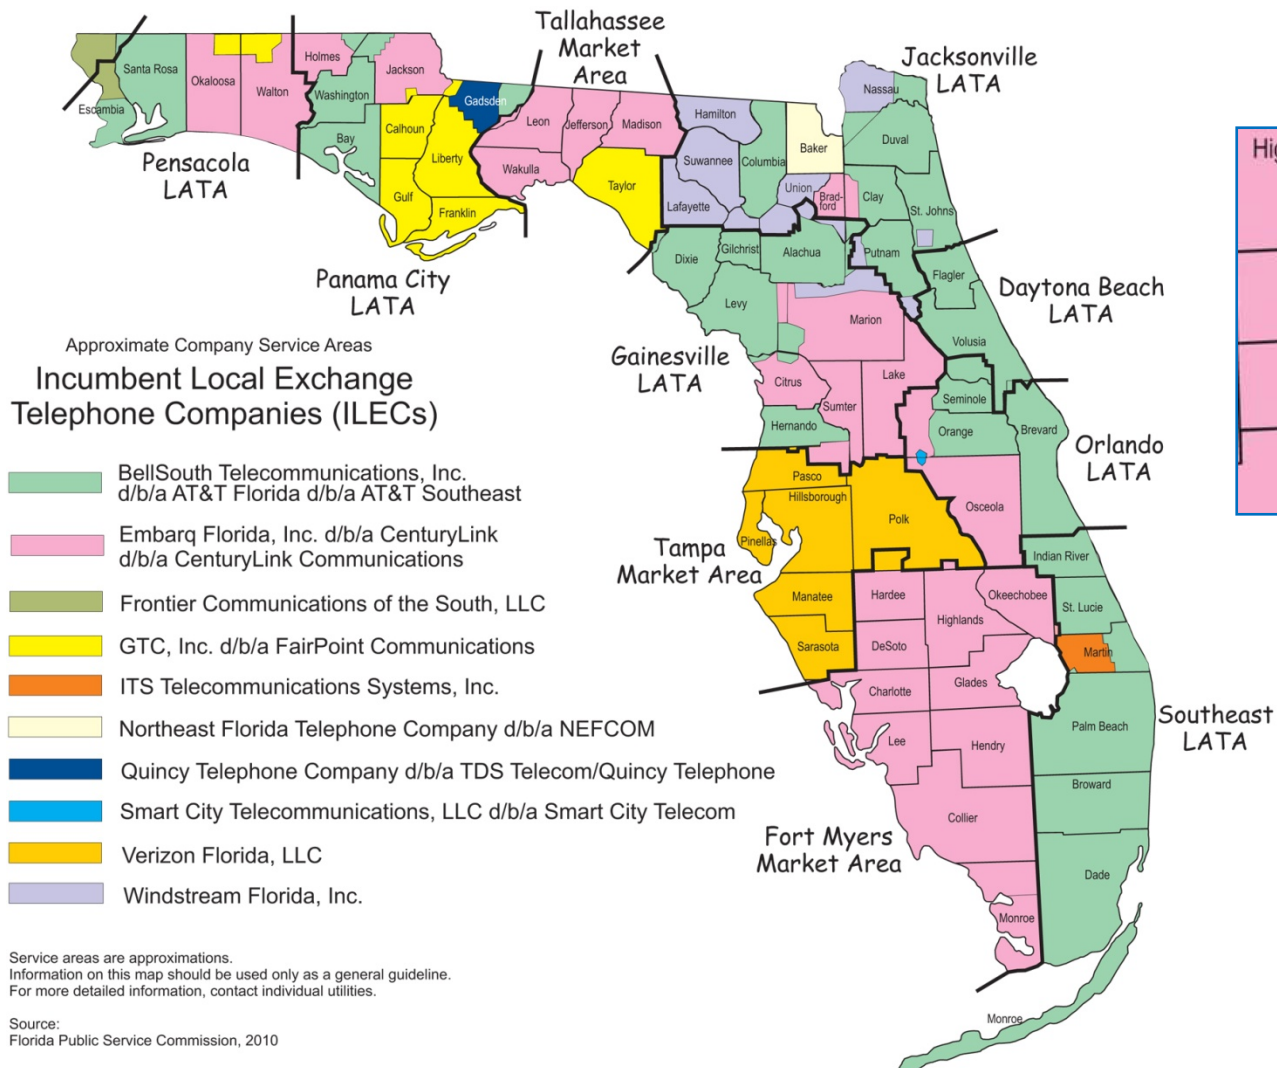 Tallahassee
Market
Area
Jacksonville
LATA
Holmes
Jackson
Santa Rosa
Okaloosa
Walton
Washington
Escambia
Gadsden
Nassau
Hi
Pensacola
LATA
Bay
Calhoun
Liberty
Gulf
Franklin
Leon
Jefferson
Madison
Wakulla
Taylor
Hamilton
Suwannee
Columbia
Baker
Duval
Lafayette
Union
Brad-
ford
Clay
St. Johns
Panama City
LATA
Dixie
Gilchrist
Alachua
Putnam
Flagler
Daytona Beach
LATA
Levy
Marion
Volusia
Gainesville
LATA
Citrus
Lake
Sumter
Seminole
Hernando
Orange
Brevard
Orlando
LATA
Approximate Company Service Areas
Incumbent Local Exchange
Telephone Companies (ILECs)
BellSouth Telecommunications, Inc.
d/b/a AT&T Florida d/b/a AT&T Southeast
Embarq Florida, Inc. d/b/a CenturyLink
d/b/a CenturyLink Communications
Frontier Communications of the South, LLC
GTC, Inc. d/b/a FairPoint Communications
ITS Telecommunications Systems, Inc.
Northeast Florida Telephone Company d/b/a NEFCOM
Quincy Telephone Company d/b/a TDS Telecom/Quincy Telephone
Smart City Telecommunications, LLC d/b/a Smart City Telecom
Verizon Florida, LLC
Windstream Florida, Inc.
Pasco
Hillsborough
Pinellas
Polk
Osceola
Tampa
Market Area
Indian River
Manatee
Hardee
Okeechobee
Highlands
St. Lucie
Sarasota
DeSoto
Martin
Charlotte
Glades
Palm Beach
Southeast
LATA
Lee
Hendry
Broward
Collier
Fort Myers
Market Area
Dade
Monroe
Monroe
Service areas are approximations.
Information on this map should be used only as a general guideline.
For more detailed information, contact individual utilities.
Source:
Florida Public Service Commission, 2010